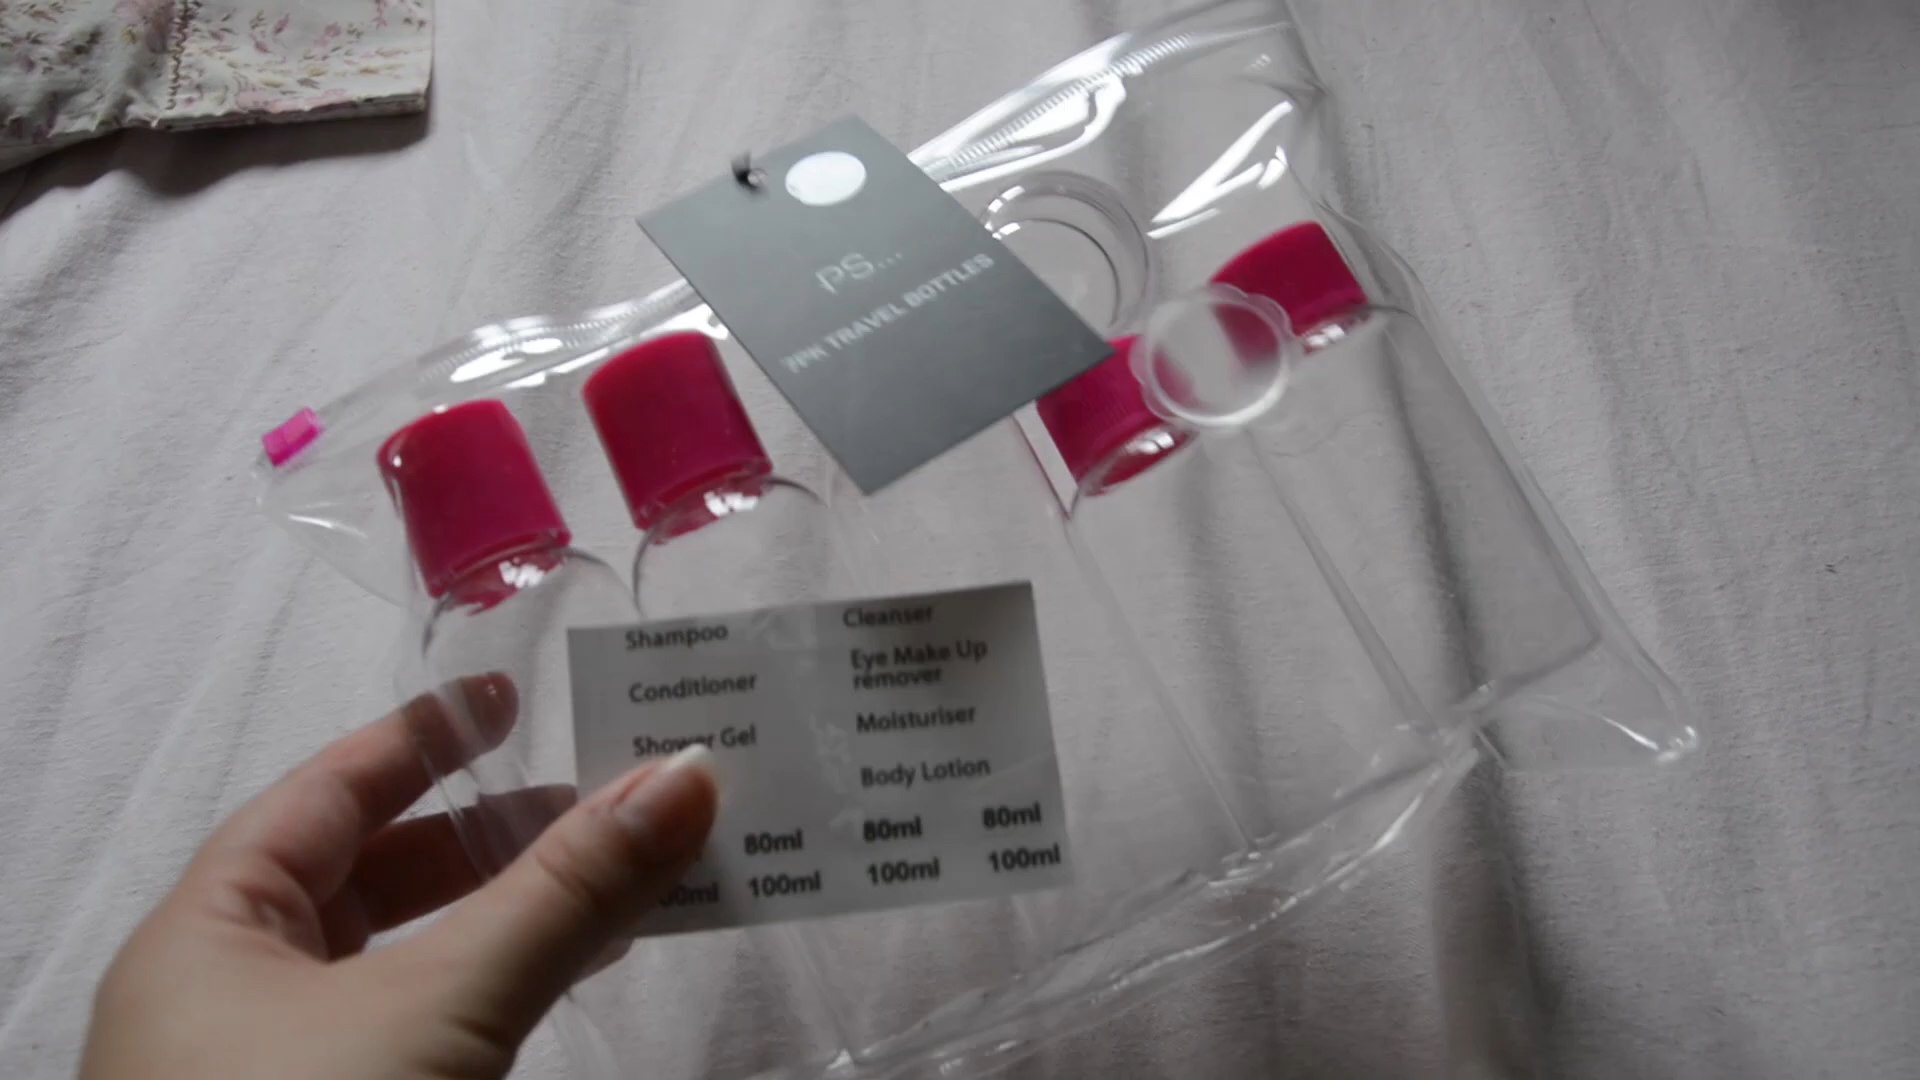 PS...
7PK TRAVEL BOTTLES
Shampoo
Conditioner
Shower Gel
Cleanser
Eye Make Up
remover
Moisturiser
Body Lotion
80ml 80ml 80ml
100ml 100ml 100ml